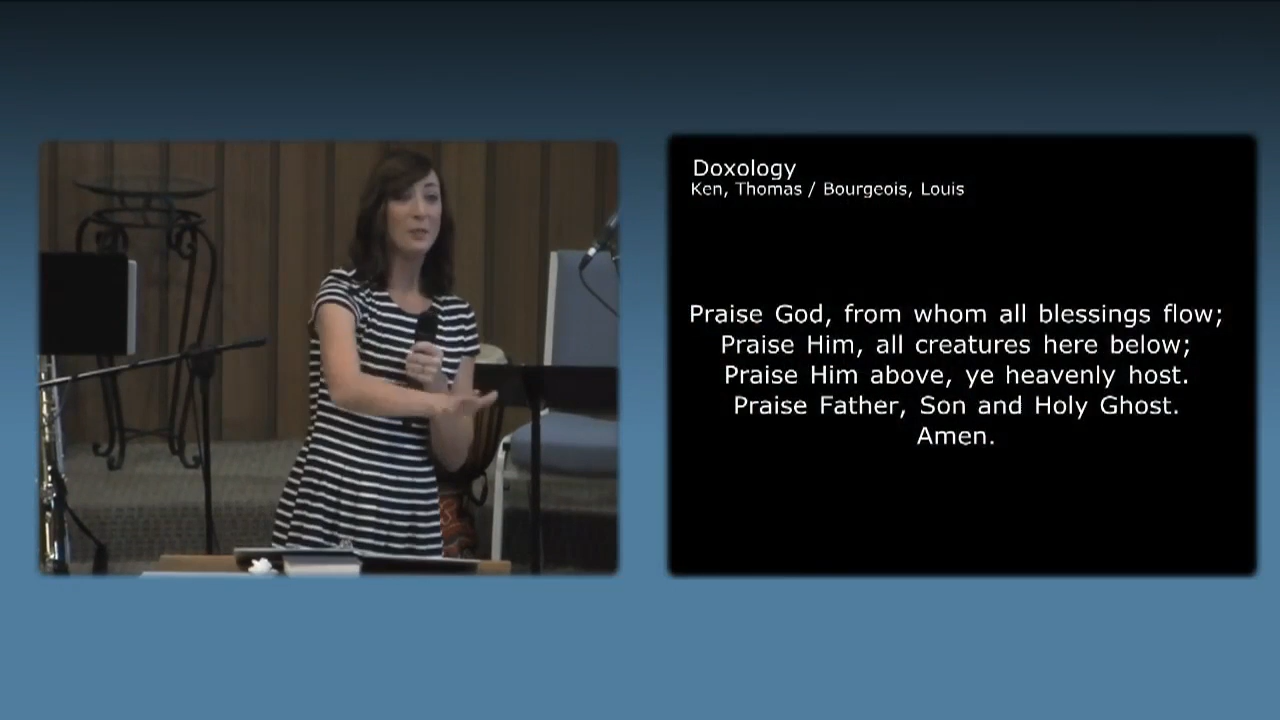 Doxology
Ken, Thomas / Bourgeois, Louis
Praise God, from whom all blessings flow;
Praise Him, all creatures here below;
Praise Him above, ye heavenly host.
Praise Father, Son and Holy Ghost.
Amen.